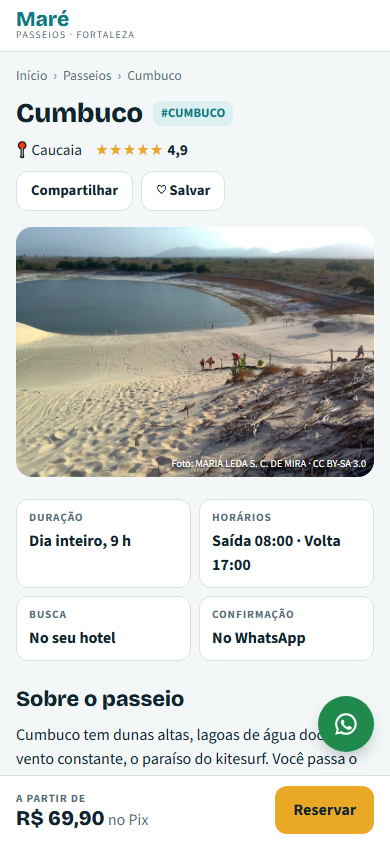 Maré
PASSEIOS · FORTALEZA
Início › Passeios › Cumbuco
Cumbuco #CUMBUCO
Caucaia ★★★★★ 4,9
Compartilhar ♡ Salvar
Foto: MARIA LEDA S. C. DE MIRA · CC BY-SA 3.0
DURAÇÃO
Dia inteiro, 9 h
HORÁRIOS
Saída 08:00 · Volta
17:00
BUSCA
No seu hotel
CONFIRMAÇÃO
No WhatsApp
Sobre o passeio
Cumbuco tem dunas altas, lagoas de água
vento constante, o paraíso do kitesurf. Você passa o
A PARTIR DE
R$ 69,90 no Pix
Reservar